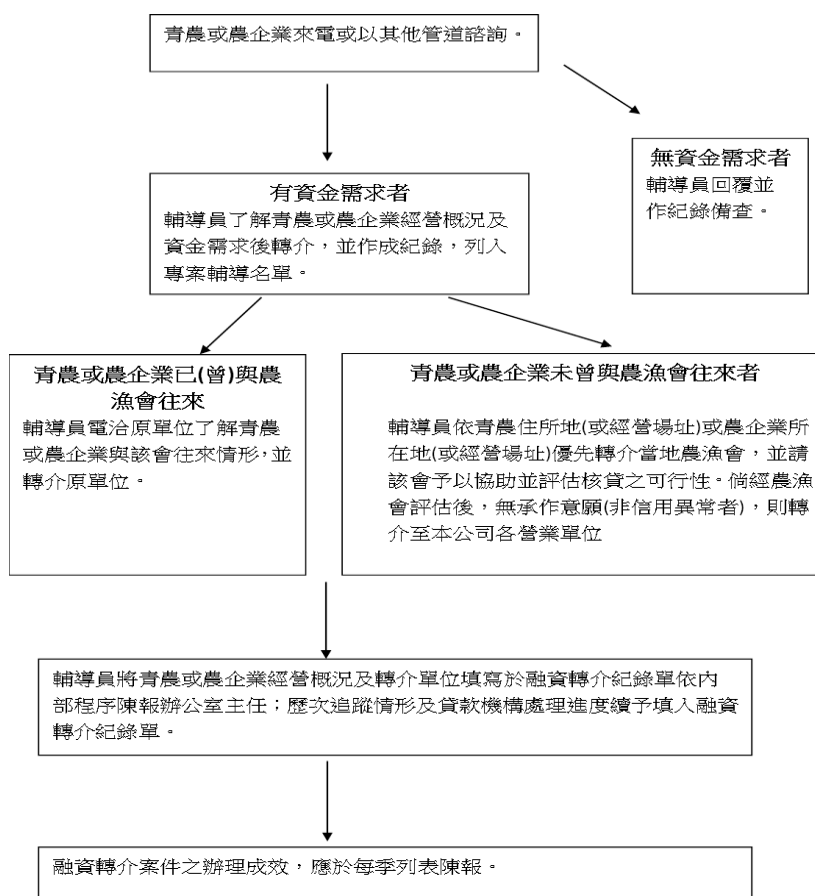 青農或農企業來電或以其他管道諮詢。
無資金需求者
輔導員回覆並
作紀錄備查。
有資金需求者
輔導員了解青農或農企業經營概況及
資金需求後轉介，並作成紀錄，列入
專案輔導名單。
青農或農企業已(曾)與農
漁會往來
輔導員電洽原單位了解青農
或農企業與該會往來情形,並
轉介原單位。
青農或農企業未曾與農漁會往來者
輔導員依青農住所地(或經營場址)或農企業所
在地(或經營場址)優先轉介當地農漁會，並請
該會予以協助並評估核貸之可行性。倘經農漁
會評估後，無承作意願(非信用異常者)，則轉
介至本公司各營業單位
輔導員將青農或農企業經營概況及轉介單位填寫於融資轉介紀錄單依內
部程序陳報辦公室主任；歷次追蹤情形及貸款機構處理進度續予填入融資
轉介紀錄單。
融資轉介案件之辦理成效，應於每季列表陳報。